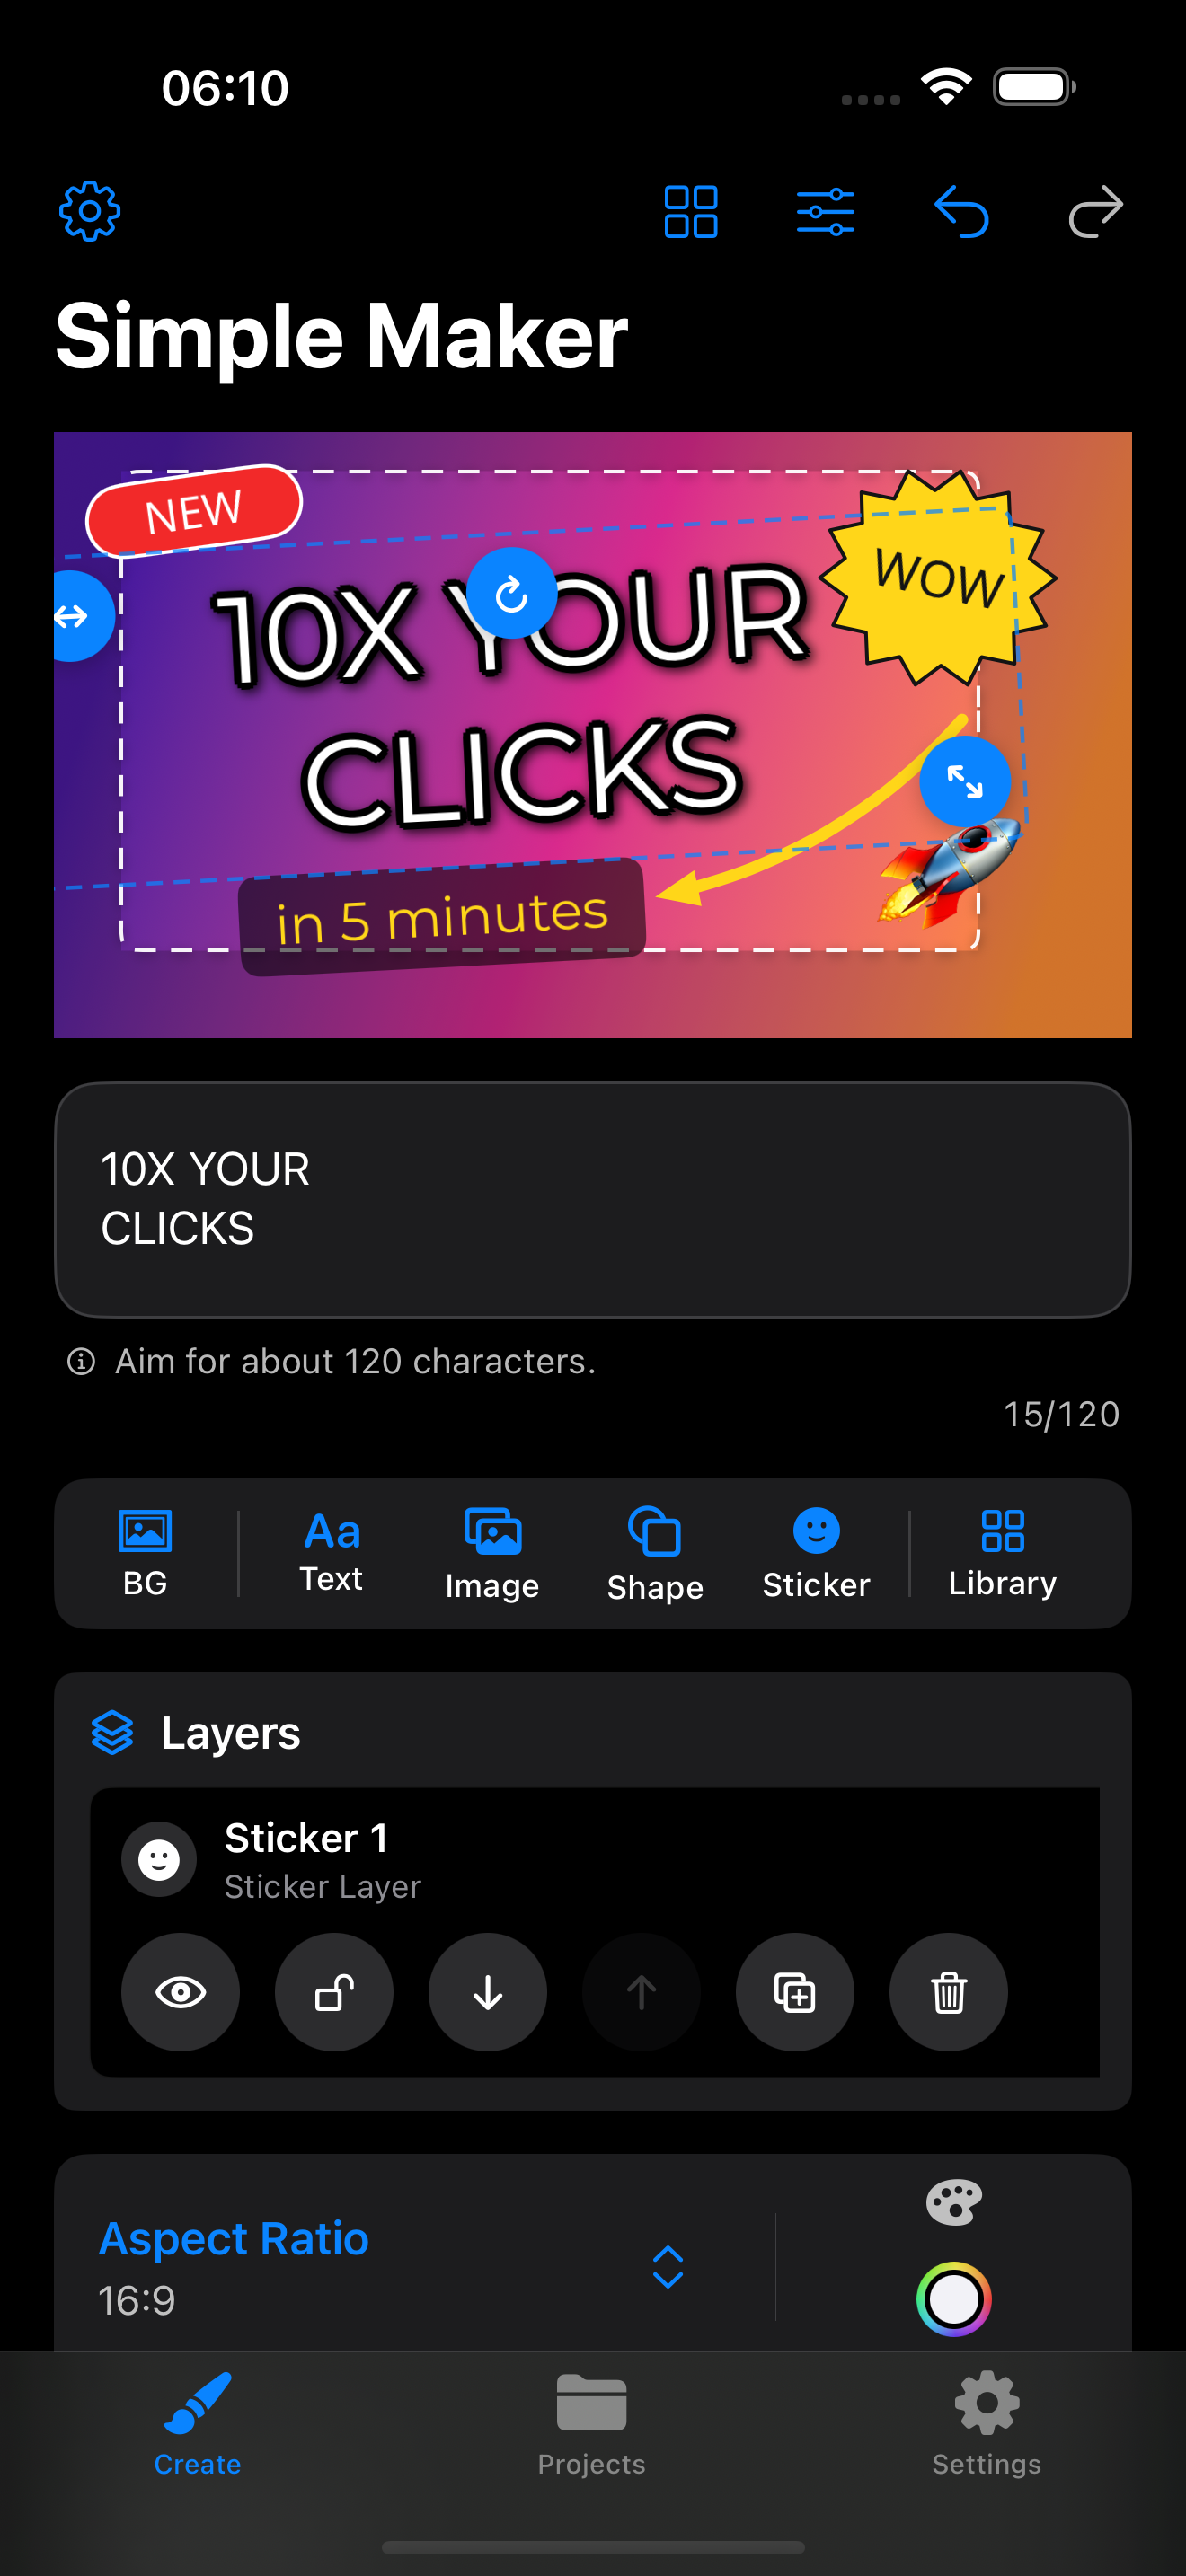 06:10
Simple Maker
NEW
WOW
10X YOUR
CLICKS
in 5 minutes
10X YOUR
CLICKS
Aim for about 120 characters.
15/120
BG
Aa
Text
Image
Shape
Sticker
Library
Layers
Sticker 1
Sticker Layer
Aspect Ratio
16:9
Create
Projects
Settings